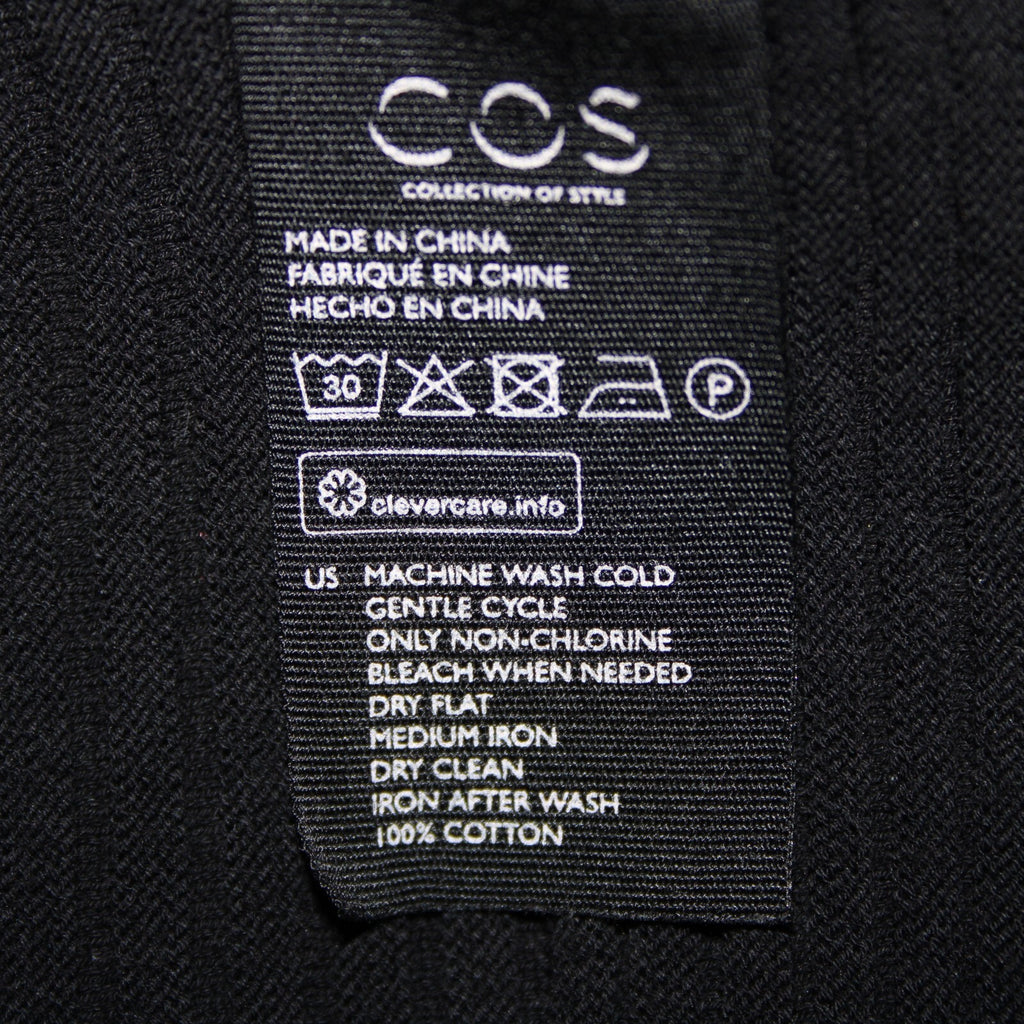 COS
COLLECTION OF STYLE
MADE IN CHINA
FABRIQUÉ EN CHINE
HECHO EN CHINA
30 P
clevercare.info
US MACHINE WASH COLD
GENTLE CYCLE
ONLY NON-CHLORINE
BLEACH WHEN NEEDED
DRY FLAT
MEDIUM IRON
DRY CLEAN
IRON AFTER WASH
100% COTTON